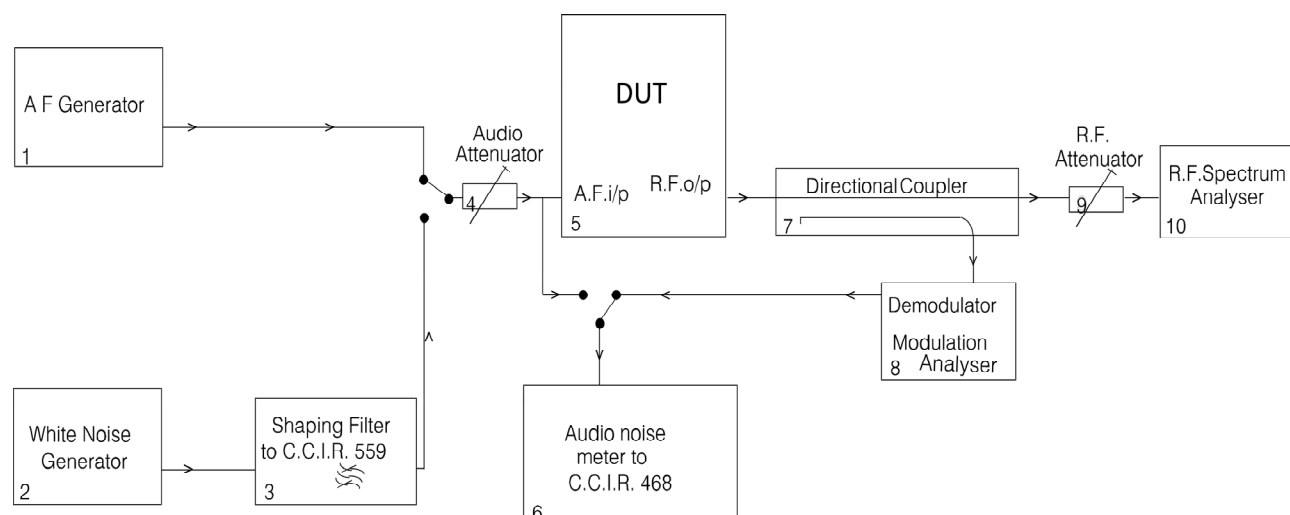 A F Generator
1
Audio
Attenuator
4
DUT
A.F.i/p
R.F.o/p
5
Directional Coupler
7
R.F.
Attenuator
9
R.F.Spectrum
Analyser
10
Demodulator
Modulation
Analyser
8
White Noise
Generator
2
Shaping Filter
to C.C.I.R. 559
3
Audio noise
meter to
C.C.I.R. 468
6